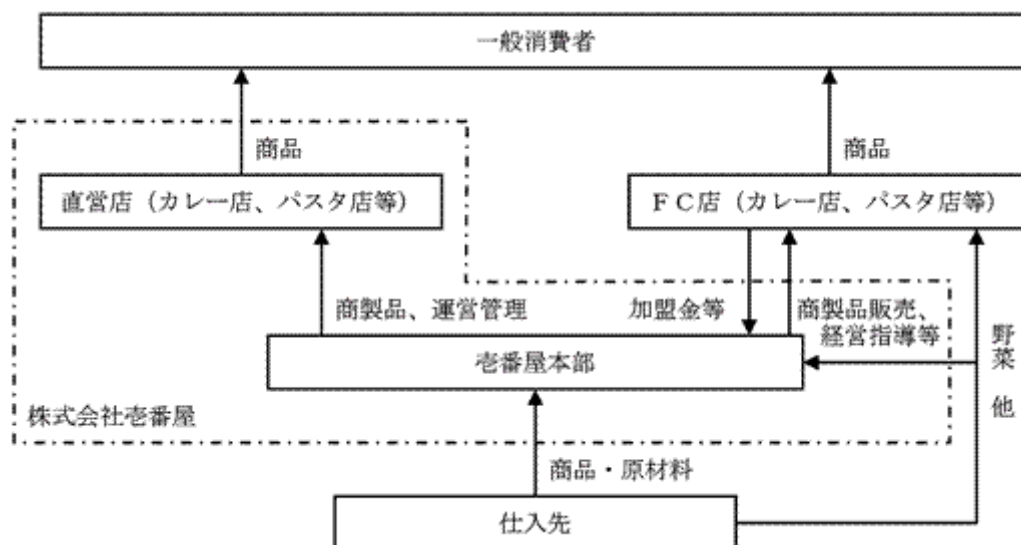 一般消費者
商品
商品
直営店（カレー店、パスタ店等）
ＦＣ店（カレー店、パスタ店等）
商製品、運営管理
加盟金等
商製品販売、
経営指導等
野菜 他
壱番屋本部
株式会社壱番屋
商品・原材料
仕入先